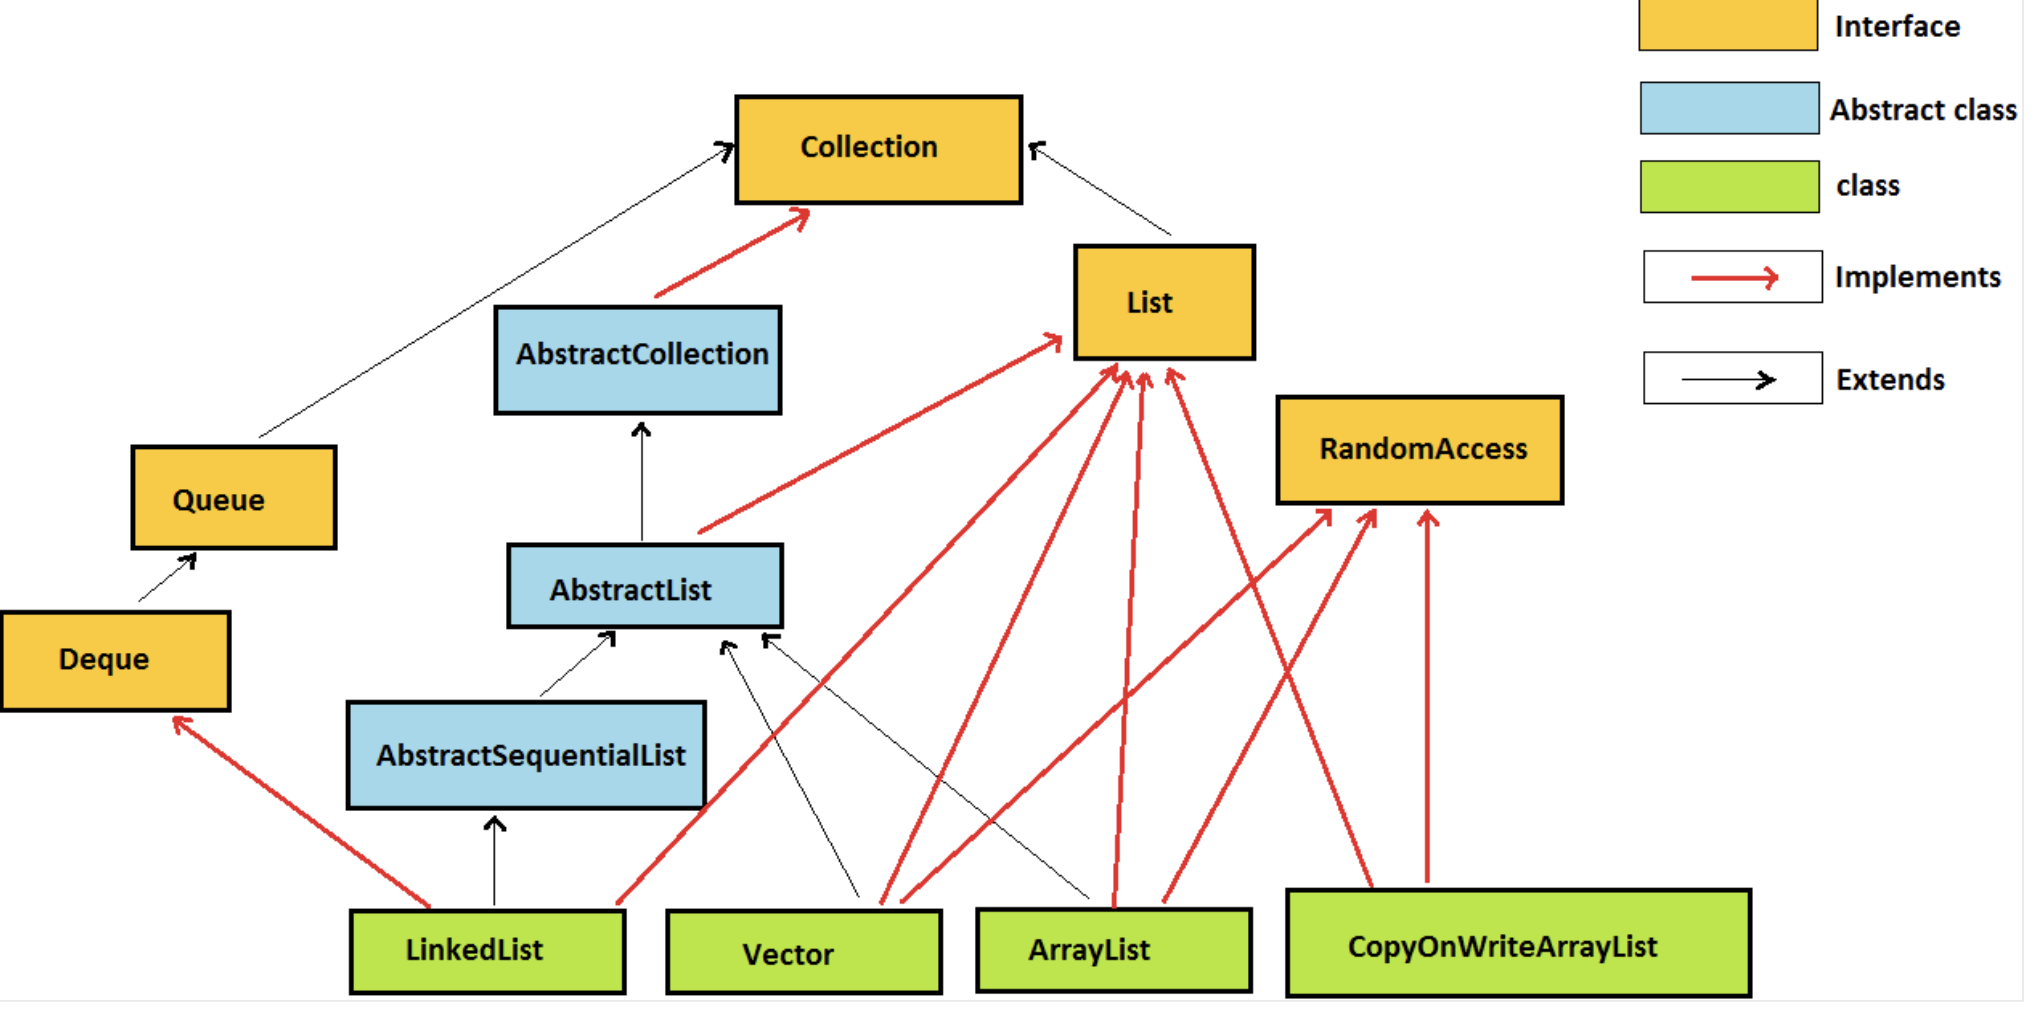 Interface
Abstract class
class
Implements
Extends
Collection
List
AbstractCollection
RandomAccess
Queue
AbstractList
Deque
AbstractSequentialList
LinkedList
Vector
ArrayList
CopyOnWriteArrayList